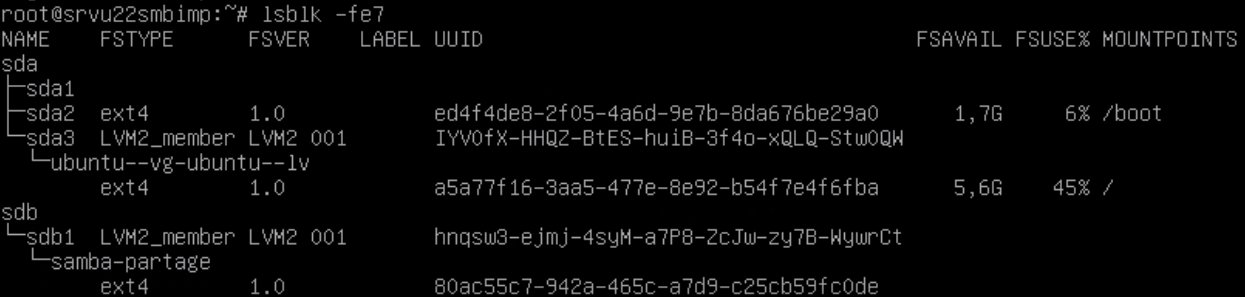 root@srvu22smbimp:~# lsblk -fe7
NAME FSTYPE FSVER LABEL UUID FSAVAIL FSUSE% MOUNTPOINTS
sda
├─sda1
├─sda2 ext4 1.0 ed4f4de8-2f05-4a6d-9e7b-8da676be29a0 1,7G 6% /boot
└─sda3 LVM2_member LVM2 001 IYVOfX-HHQZ-BtES-huiB-3f4o-xQLQ-StwOQW
└─ubuntu--vg-ubuntu--lv
ext4 1.0 a5a77f16-3aa5-477e-8e92-b54f7e4f6fba 5,6G 45% /
sdb
└─sdb1 LVM2_member LVM2 001 hnqsw3-ejmj-4syM-a7P8-ZcJw-zy7B-WywrCt
└─samba-partage
ext4 1.0 80ac55c7-942a-465c-a7d9-c25cb59fc0de